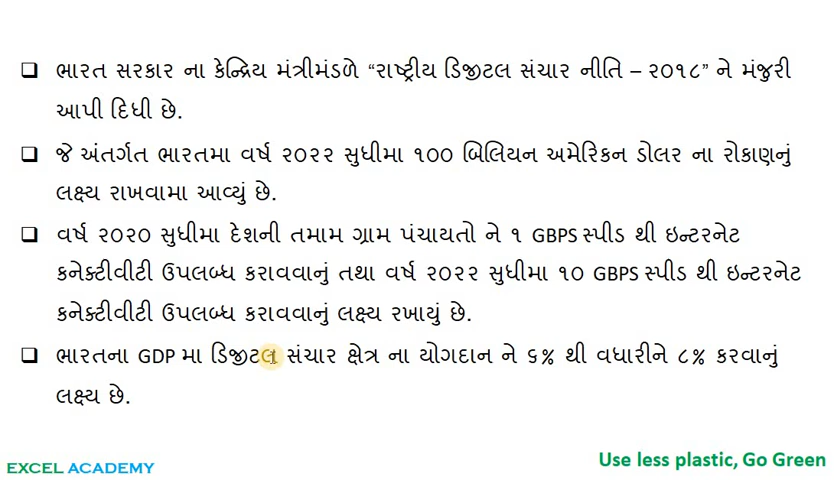 ભારત સરકાર ના કેન્દ્રિય મંત્રીમંડળે “રાષ્ટ્રીય ડિજીટલ સંચાર નીતિ – ૨૦૧૮” ને મંજુરી
આપી દિધી છે.
જે અંતર્ગત ભારતમા વર્ષ ૨૦૨૨ સુધીમા ૧૦૦ બિલિયન અમેરિકન ડોલર ના રોકાણનું
લક્ષ્ય રાખવામા આવ્યું છે.
વર્ષ ૨૦૨૦ સુધીમા દેશની તમામ ગ્રામ પંચાયતો ને ૧ GBPS સ્પીડ થી ઇન્ટરનેટ
કનેક્ટીવીટી ઉપલબ્ધ કરાવવાનું તથા વર્ષ ૨૦૨૨ સુધીમા ૧૦ GBPS સ્પીડ થી ઇન્ટરનેટ
કનેક્ટીવીટી ઉપલબ્ધ કરાવવાનું લક્ષ્ય રખાયું છે.
ભારતના GDP મા ડિજીટલ સંચાર ક્ષેત્ર ના યોગદાન ને ૬% થી વધારીને ૮% કરવાનું
લક્ષ્ય છે.
EXCEL ACADEMY
Use less plastic, Go Green